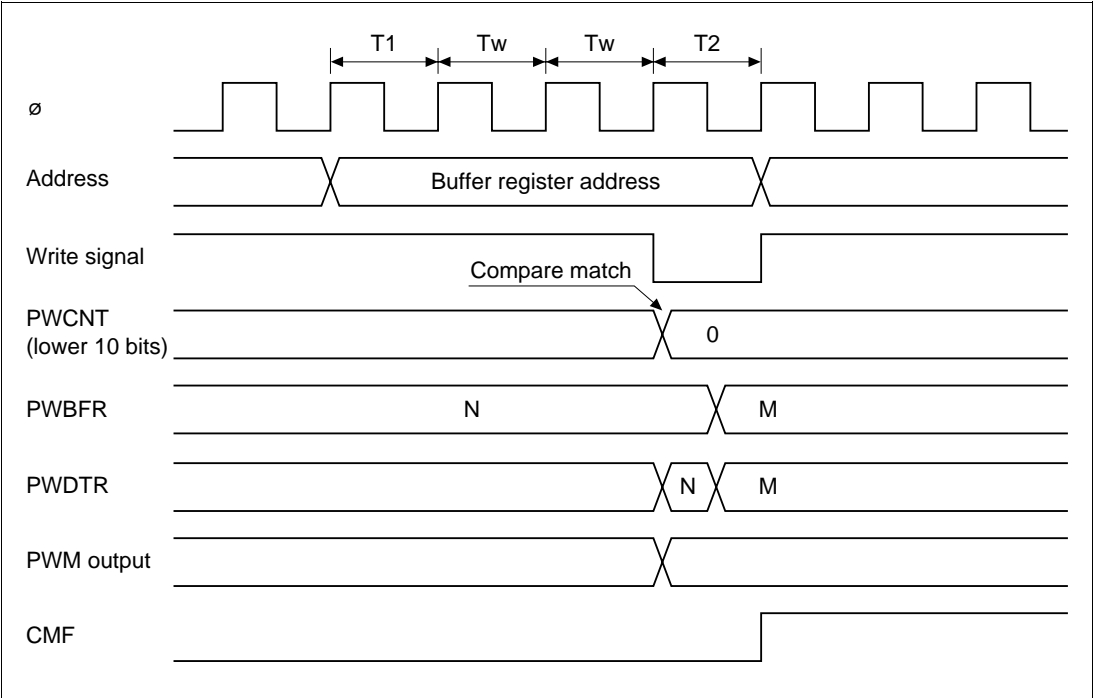 T1 Tw Tw T2
ø
Address Buffer register address
Write signal
Compare match
PWCNT
(lower 10 bits) 0
PWBFR N M
PWDTR N M
PWM output
CMF